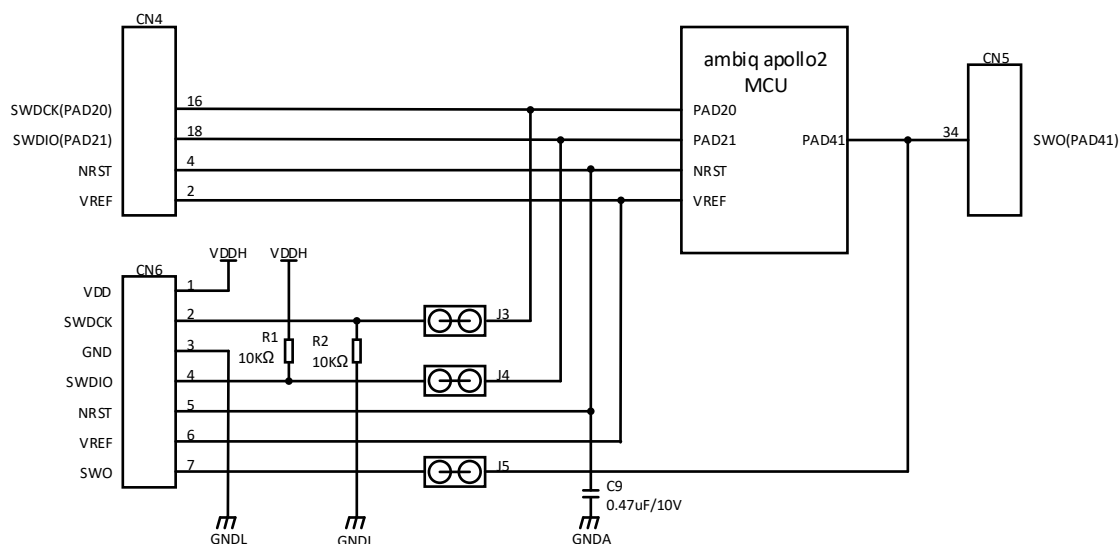 CN4
SWDCK(PAD20)
16
SWDIO(PAD21)
18
NRST
4
VREF
2
ambiq apollo2
MCU
PAD20
PAD21
PAD41
NRST
VREF
CN5
34
SWO(PAD41)
VDDH
VDDH
CN6
VDD
1
SWDCK
2
J3
GND
3
R1
10KΩ
R2
10KΩ
SWDIO
4
J4
NRST
5
VREF
6
SWO
7
J5
C9
0.47uF/10V
GNDL
GNDL
GNDA